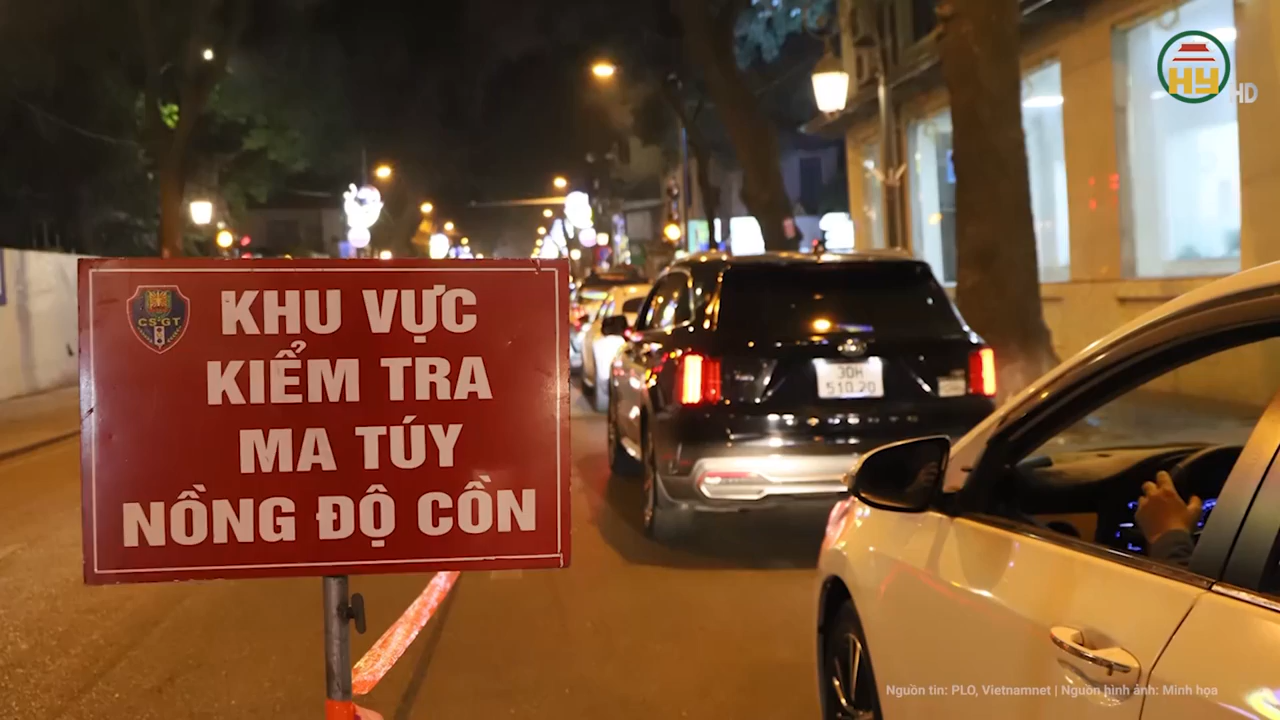 HY HD
CSGT
KHU VỰC
KIỂM TRA
MA TÚY
NỒNG ĐỘ CỒN
30H
510.20
Nguồn tin: PLO, Vietnamnet | Nguồn hình ảnh: Minh họa